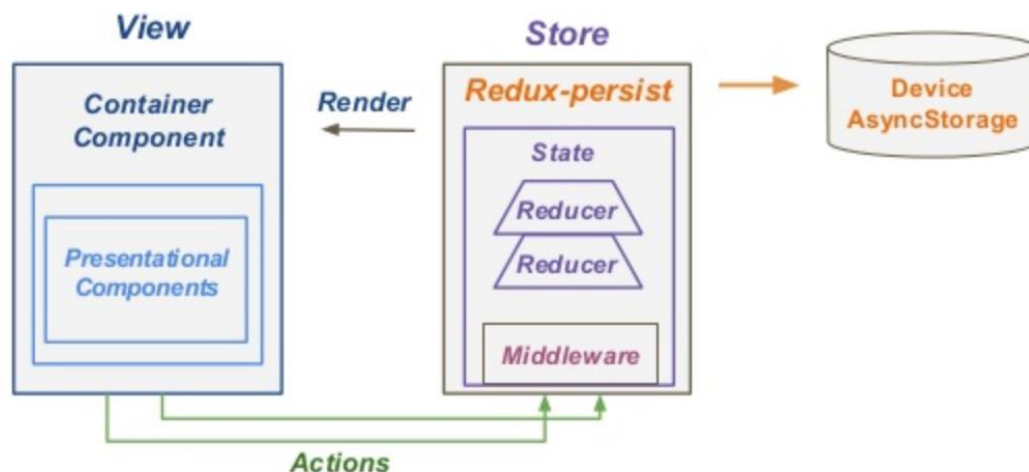 View
Store
Container
Component
Render
Redux-persist
Device
AsyncStorage
State
Reducer
Reducer
Presentational
Components
Middleware
Actions